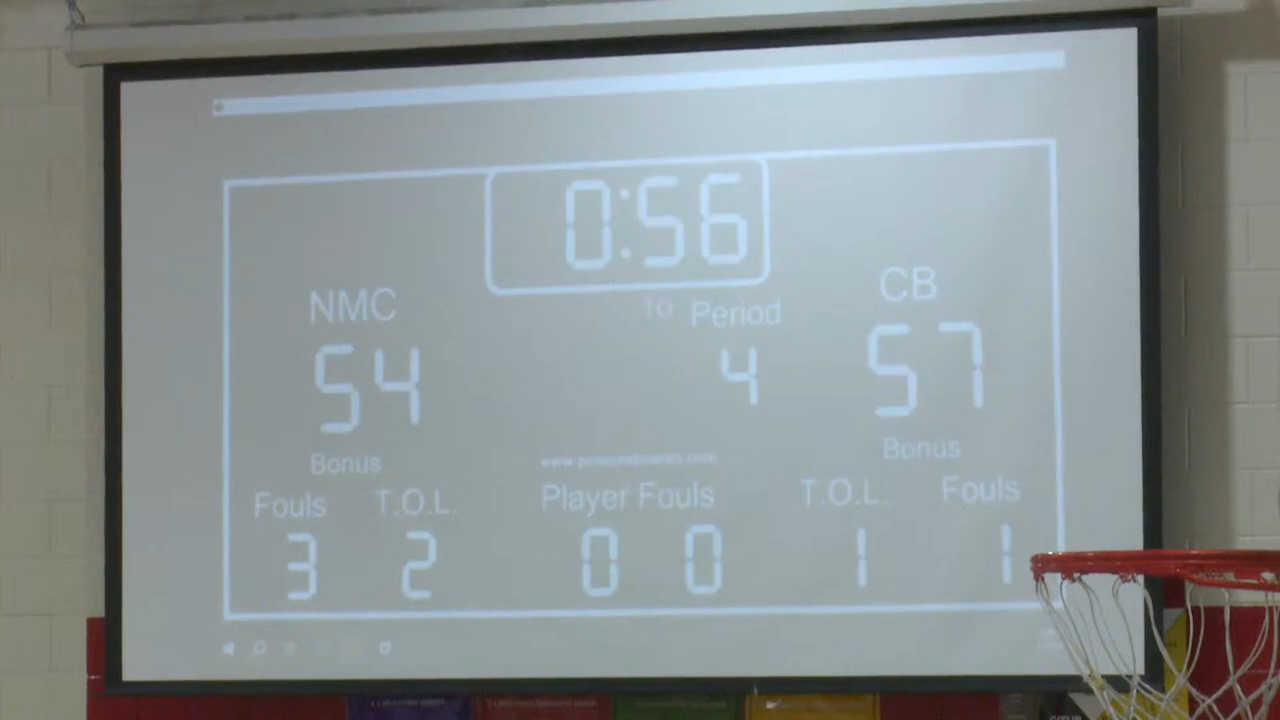 0:56
NMC
CB
TO Period
54
4
57
Bonus
Bonus
Fouls T.O.L.
Player Fouls
T.O.L. Fouls
3 2
0 0
1 1